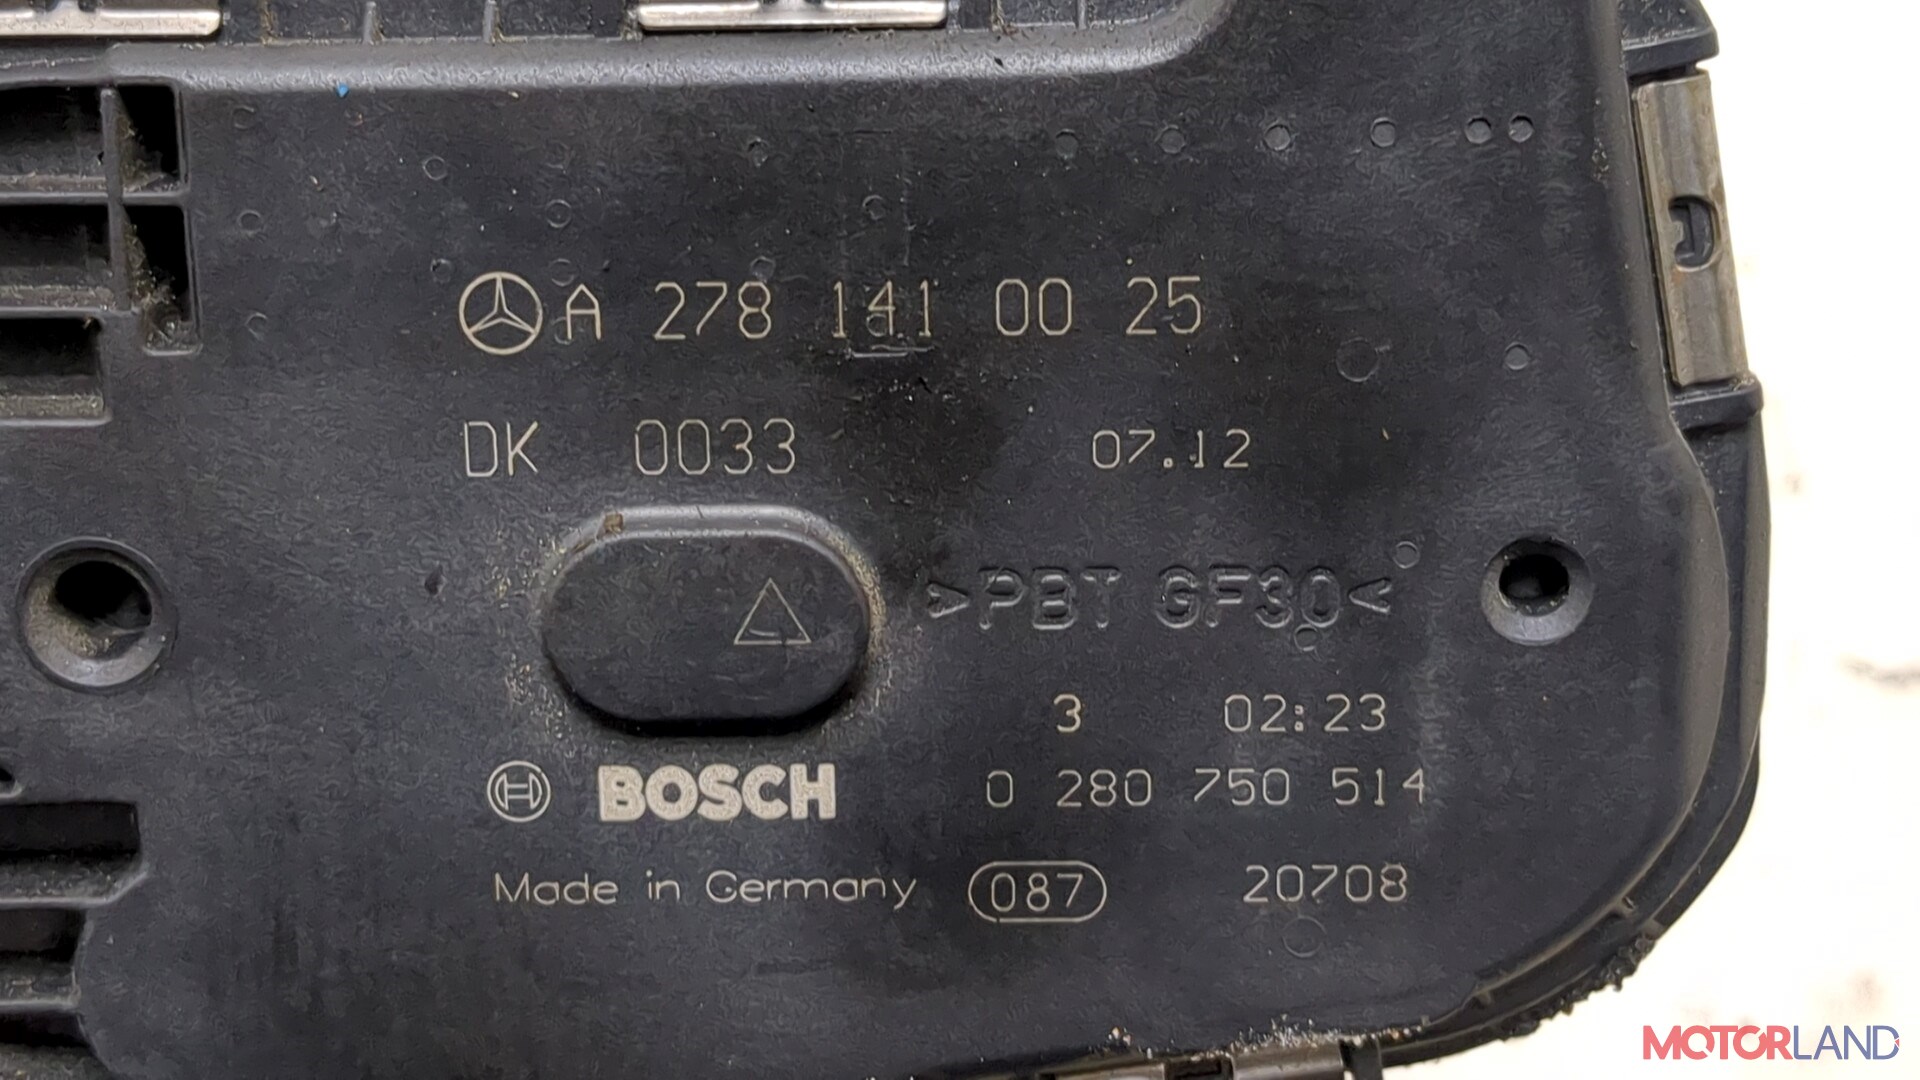 A 278 141 00 25
DK 0033 07.12
>PBT GF30<
3 02:23
BOSCH 0 280 750 514
Made in Germany 087 20708
MOTORLAND